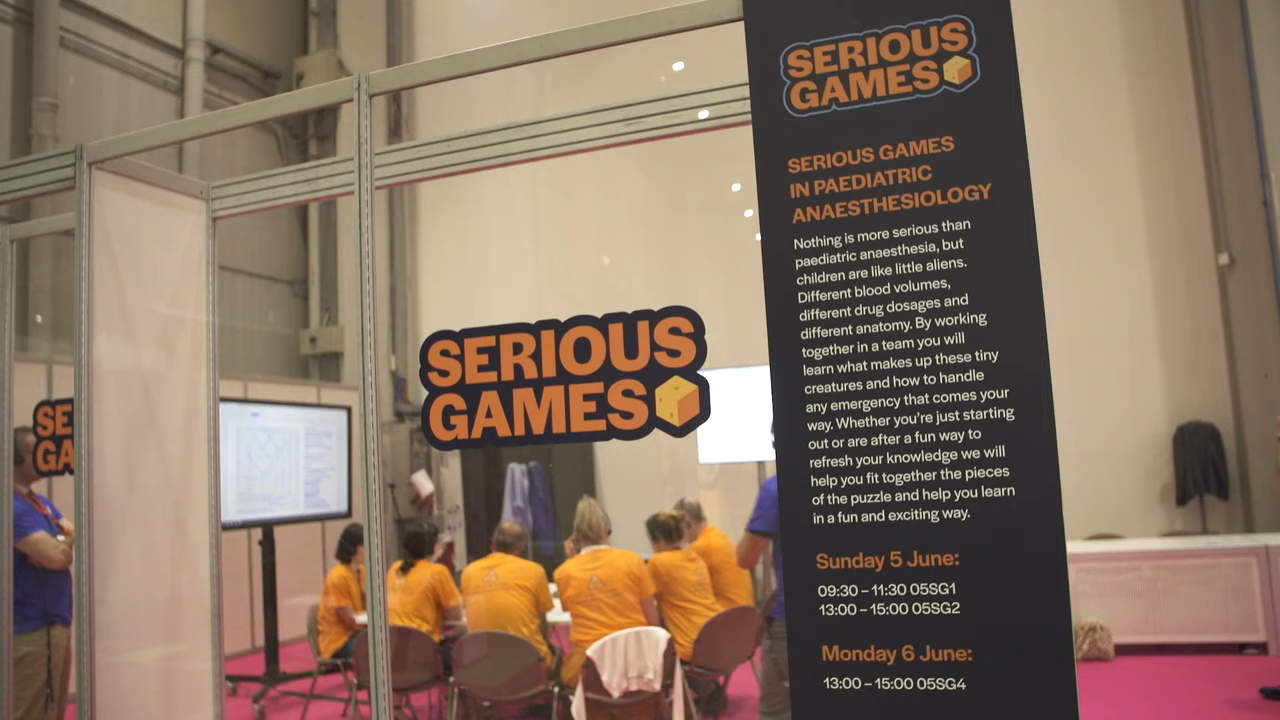 SERIOUS
GAMES
SERIOUS GAMES
IN PAEDIATRIC
ANAESTHESIOLOGY
Nothing is more serious than
paediatric anaesthesia, but
children are like little aliens.
Different blood volumes,
different drug dosages and
different anatomy. By working
together in a team you will
learn what makes up these tiny
creatures and how to handle
any emergency that comes your
way. Whether you're just starting
out or are after a fun way to
refresh your knowledge we will
help you fit together the pieces
of the puzzle and help you learn
in a fun and exciting way.
Sunday 5 June:
09:30 – 11:30 05SG1
13:00 – 15:00 05SG2
Monday 6 June:
13:00 – 15:00 05SG4
SERIOUS
GAMES
SE
GA